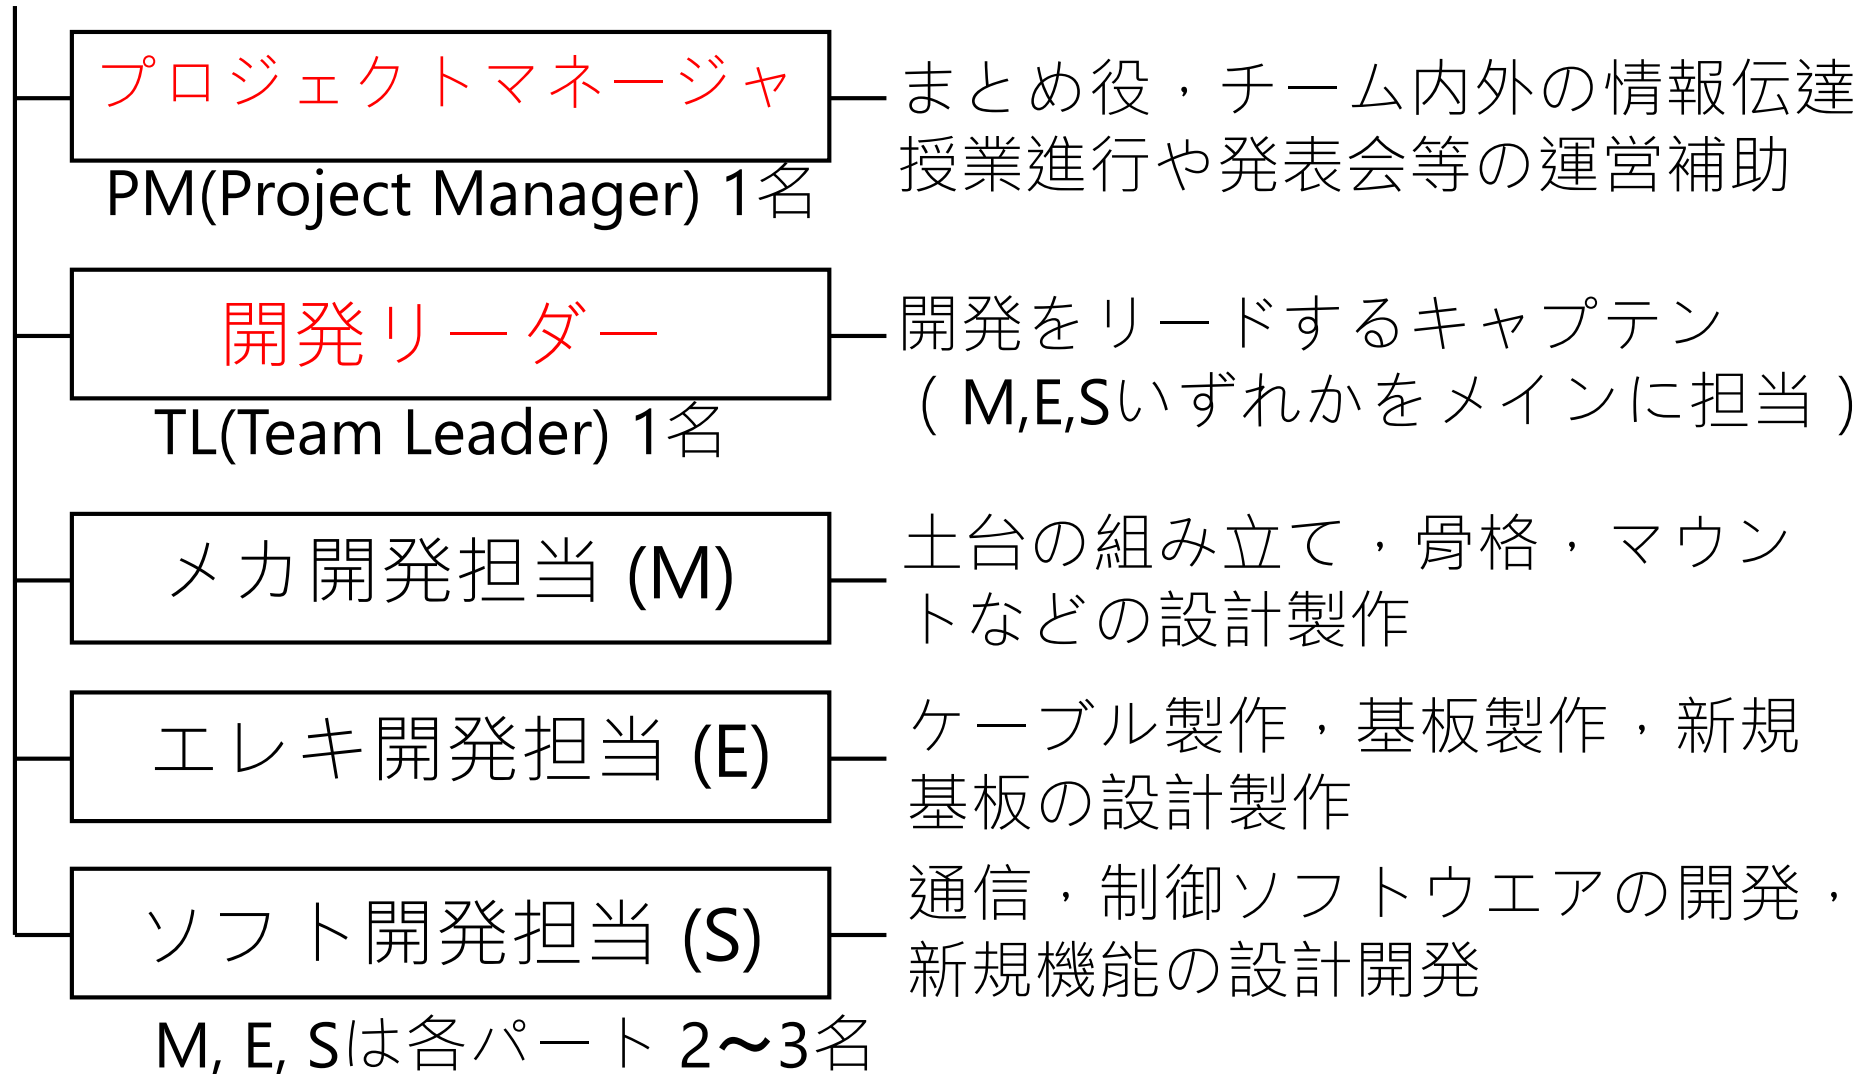 プロジェクトマネージャ
まとめ役，チーム内外の情報伝達
授業進行や発表会等の運営補助
PM(Project Manager) 1名
開発リーダー
開発をリードするキャプテン
( M,E,Sいずれかをメインに担当 )
TL(Team Leader) 1名
メカ開発担当 (M)
土台の組み立て，骨格，マウン
トなどの設計製作
エレキ開発担当 (E)
ケーブル製作，基板製作，新規
基板の設計製作
ソフト開発担当 (S)
通信，制御ソフトウエアの開発，
新規機能の設計開発
M, E, Sは各パート 2～3名